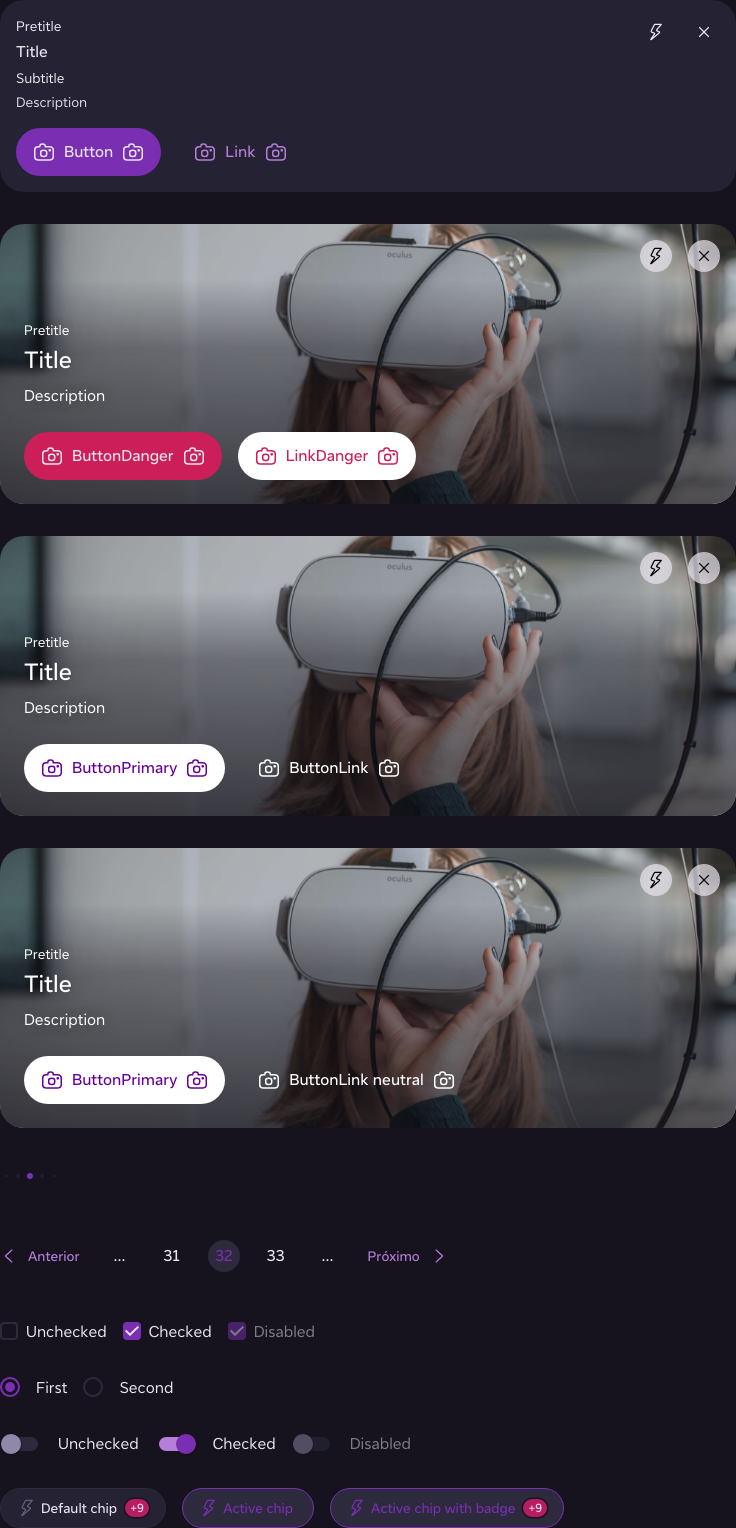 Pretitle
Title
Subtitle
Description
Button
Link
oculus
Pretitle
Title
Description
ButtonDanger
LinkDanger
oculus
Pretitle
Title
Description
ButtonPrimary
ButtonLink
oculus
Pretitle
Title
Description
ButtonPrimary
ButtonLink neutral
Anterior ... 31 32 33 ... Próximo
Unchecked Checked Disabled
First Second
Unchecked Checked Disabled
Default chip +9 Active chip Active chip with badge +9